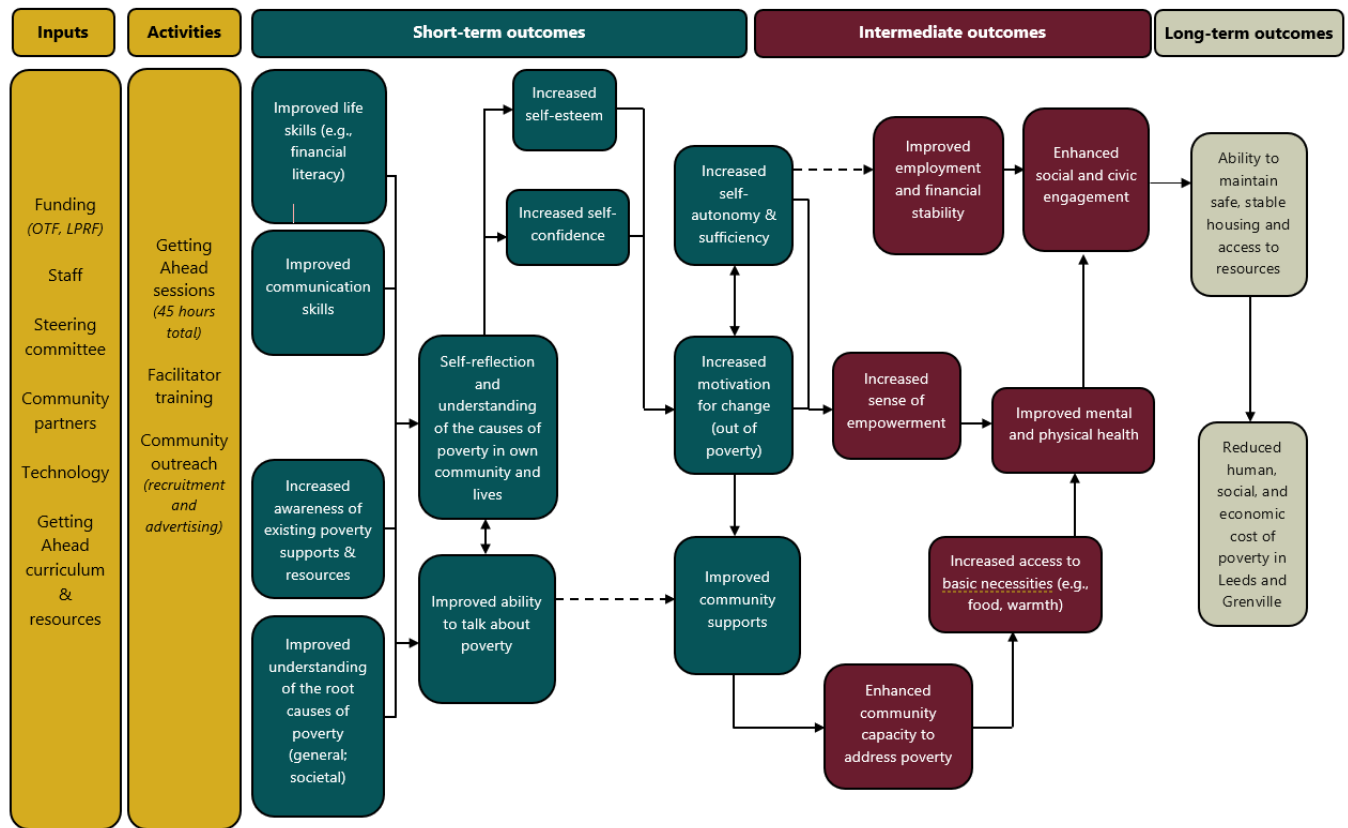 Inputs
Activities
Short-term outcomes
Intermediate outcomes
Long-term outcomes
Funding
(OTF, LPRF)
Staff
Steering
committee
Community
partners
Technology
Getting
Ahead
curriculum
&
resources
Getting
Ahead
sessions
(45 hours
total)
Facilitator
training
Community
outreach
(recruitment
and
advertising)
Improved life
skills (e.g.,
financial
literacy)
Improved
communication
skills
Increased
awareness of
existing poverty
supports &
resources
Improved
understanding
of the root
causes of
poverty
(general;
societal)
Self-reflection
and
understanding
of the causes of
poverty in own
community and
lives
Improved ability
to talk about
poverty
Increased
self-esteem
Increased self-
confidence
Increased
self-
autonomy &
sufficiency
Increased
motivation
for change
(out of
poverty)
Improved
community
supports
Improved
employment
and financial
stability
Increased
sense of
empowerment
Enhanced
community
capacity to
address poverty
Enhanced
social and civic
engagement
Improved mental
and physical health
Increased access to
basic necessities (e.g.,
food, warmth)
Ability to
maintain
safe, stable
housing and
access to
resources
Reduced
human,
social, and
economic
cost of
poverty in
Leeds and
Grenville